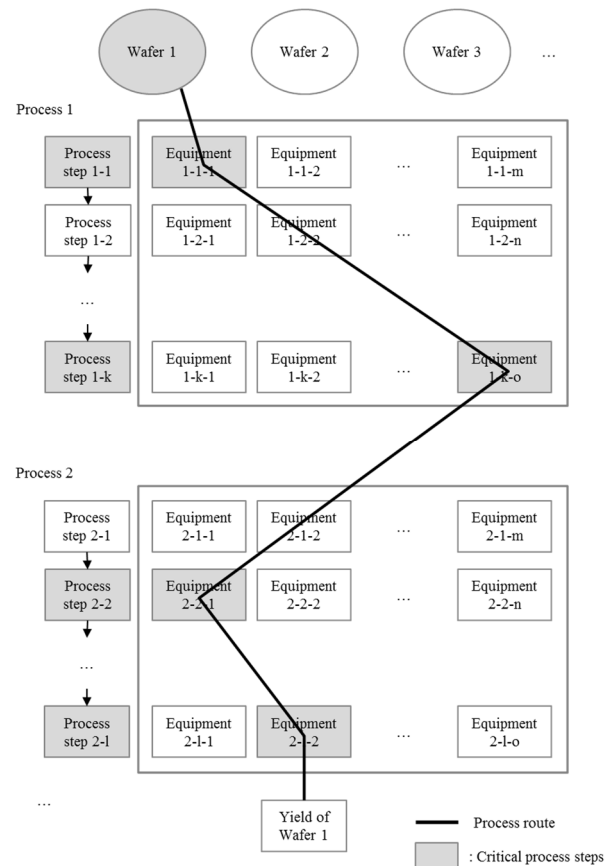 Wafer 1
Wafer 2
Wafer 3
...
Process 1
Process
step 1-1
Equipment
1-1-1
Equipment
1-1-2
...
Equipment
1-1-m
Process
step 1-2
Equipment
1-2-1
Equipment
1-2-2
...
Equipment
1-2-n
...
Process
step 1-k
Equipment
1-k-1
Equipment
1-k-2
...
Equipment
1-k-o
Process 2
Process
step 2-1
Equipment
2-1-1
Equipment
2-1-2
...
Equipment
2-1-m
Process
step 2-2
Equipment
2-2-1
Equipment
2-2-2
...
Equipment
2-2-n
...
Process
step 2-l
Equipment
2-l-1
Equipment
2-l-2
...
Equipment
2-l-o
...
Yield of
Wafer 1
Process route
: Critical process steps